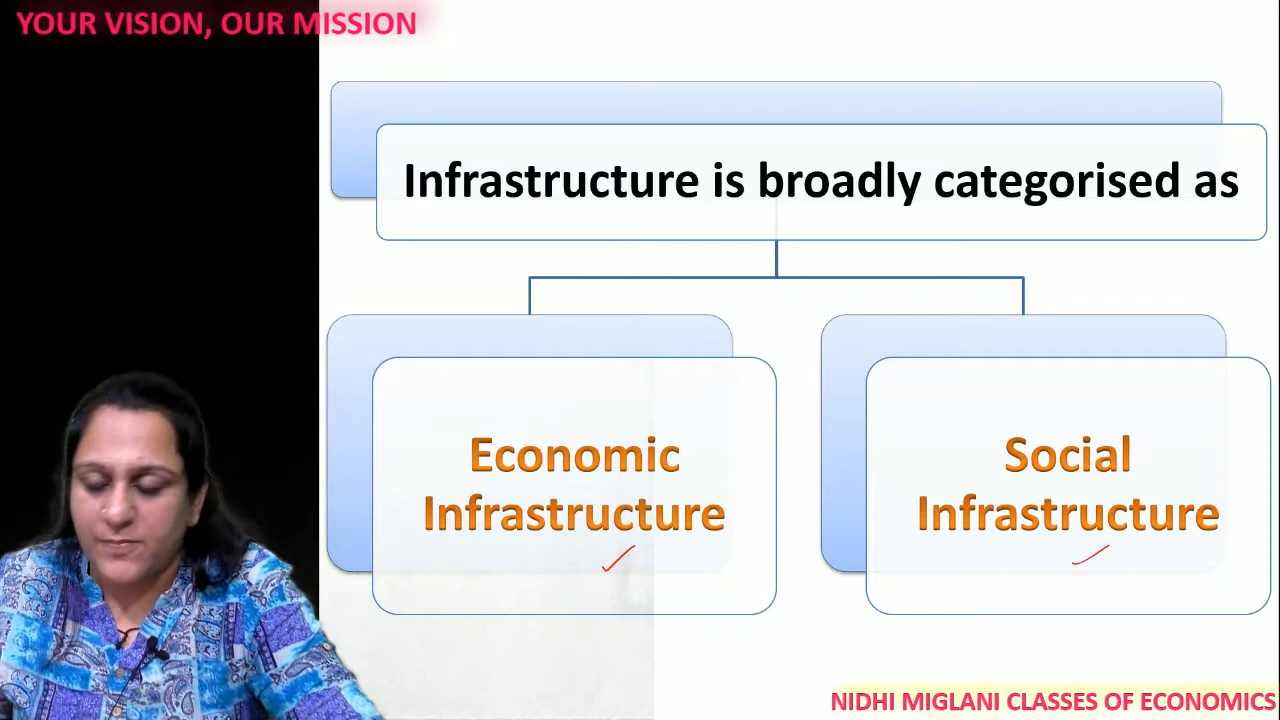 YOUR VISION, OUR MISSION
Infrastructure is broadly categorised as
Economic
Infrastructure
Social
Infrastructure
NIDHI MIGLANI CLASSES OF ECONOMICS